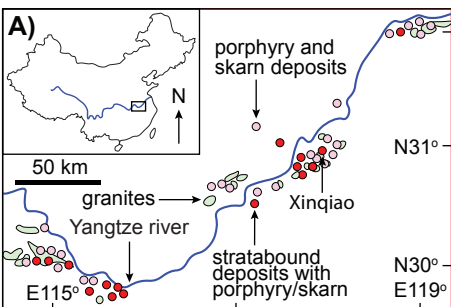 A)
N
porphyry and
skarn deposits
N31°
50 km
granites
Xinqiao
Yangtze river
stratabound
deposits with
porphyry/skarn
N30°
E115°
E119°